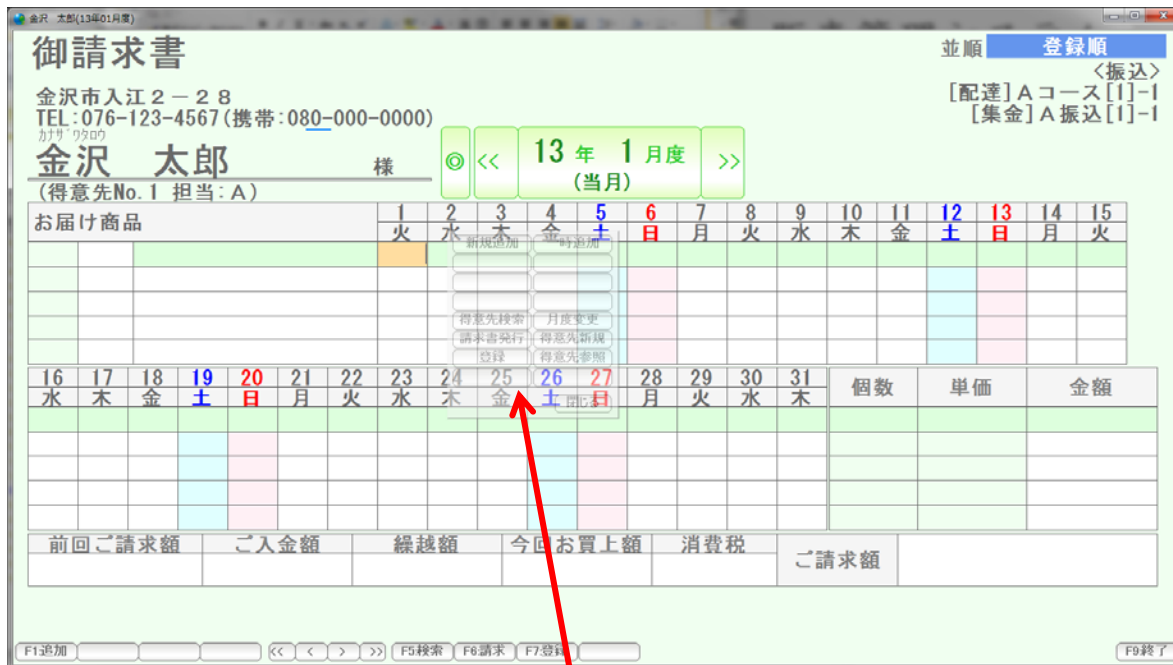 金沢 太郎(13年01月度)
御請求書
並順 登録順
<振込>
金沢市入江2-28
[配達]Aコース[1]-1
TEL:076-123-4567(携帯:080-000-0000)
[集金]A振込[1]-1
カナザワタロウ
金沢 太郎 様
◎ << 13年 1月度 >>
(当月)
(得意先No.1 担当:A)
お届け商品 1 2 3 4 5 6 7 8 9 10 11 12 13 14 15
火 水 木 金 土 日 月 火 水 木 金 土 日 月 火
新規追加 一時追加
得意先検索 月度変更
請求書発行 得意先新規
登録 得意先参照
16 17 18 19 20 21 22 23 24 25 26 27 28 29 30 31 個数 単価 金額
水 木 金 土 日 月 火 水 木 金 土 日 月 火 水 木
閉じる
前回ご請求額 ご入金額 繰越額 今回お買上額 消費税 ご請求額
F1追加 << < > >> F5検索 F6請求 F7登録 F9終了